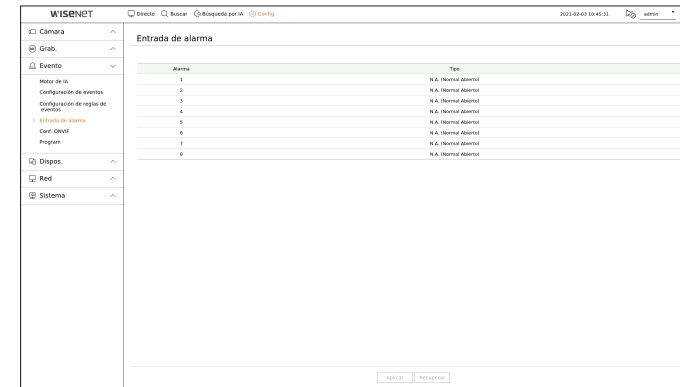 WISENET
Directo Buscar Búsqueda por IA Config.
2021-02-03 10:45:31 admin
Cámara
Grab.
Evento
Motor de IA
Configuración de eventos
Configuración de reglas de
eventos
> Entrada de alarma
Conf. ONVIF
Program
Dispos.
Red
Sistema
Entrada de alarma
Alarma Tipo
1 N.A. (Normal Abierto)
2 N.A. (Normal Abierto)
3 N.A. (Normal Abierto)
4 N.A. (Normal Abierto)
5 N.A. (Normal Abierto)
6 N.A. (Normal Abierto)
7 N.A. (Normal Abierto)
8 N.A. (Normal Abierto)
Aplicar Recuperar